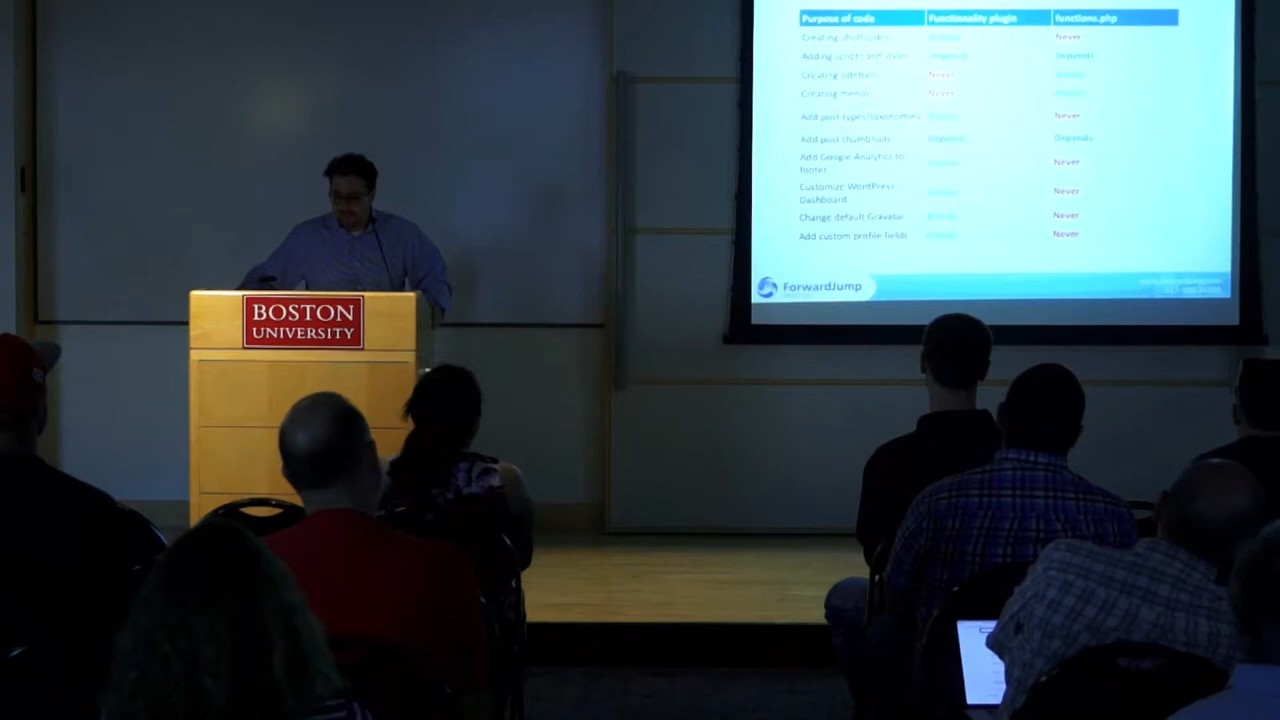 Purpose of code Functionality plugin functions.php
Creating shortcodes Never
Adding scripts and styles Depends Depends
Creating sidebars Never
Creating menus Never
Add post types/taxonomies Never
Add post thumbnails Depends Depends
Add Google Analytics to
footer Never
Customize WordPress
Dashboard Never
Change default Gravatar Never
Add custom profile fields Never
ForwardJump
BOSTON
UNIVERSITY